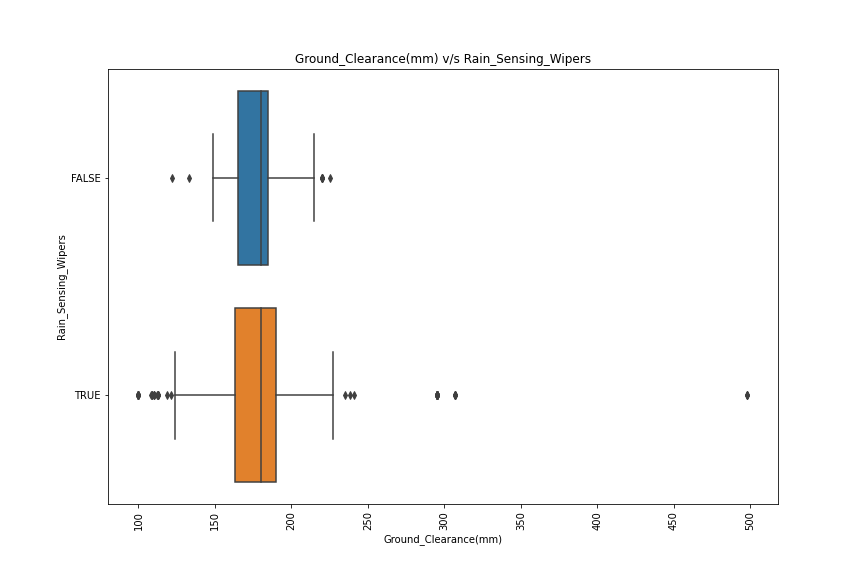 Ground_Clearance(mm) v/s Rain_Sensing_Wipers
FALSE
TRUE
Rain_Sensing_Wipers
100
150
200
250
300
350
400
450
500
Ground_Clearance(mm)